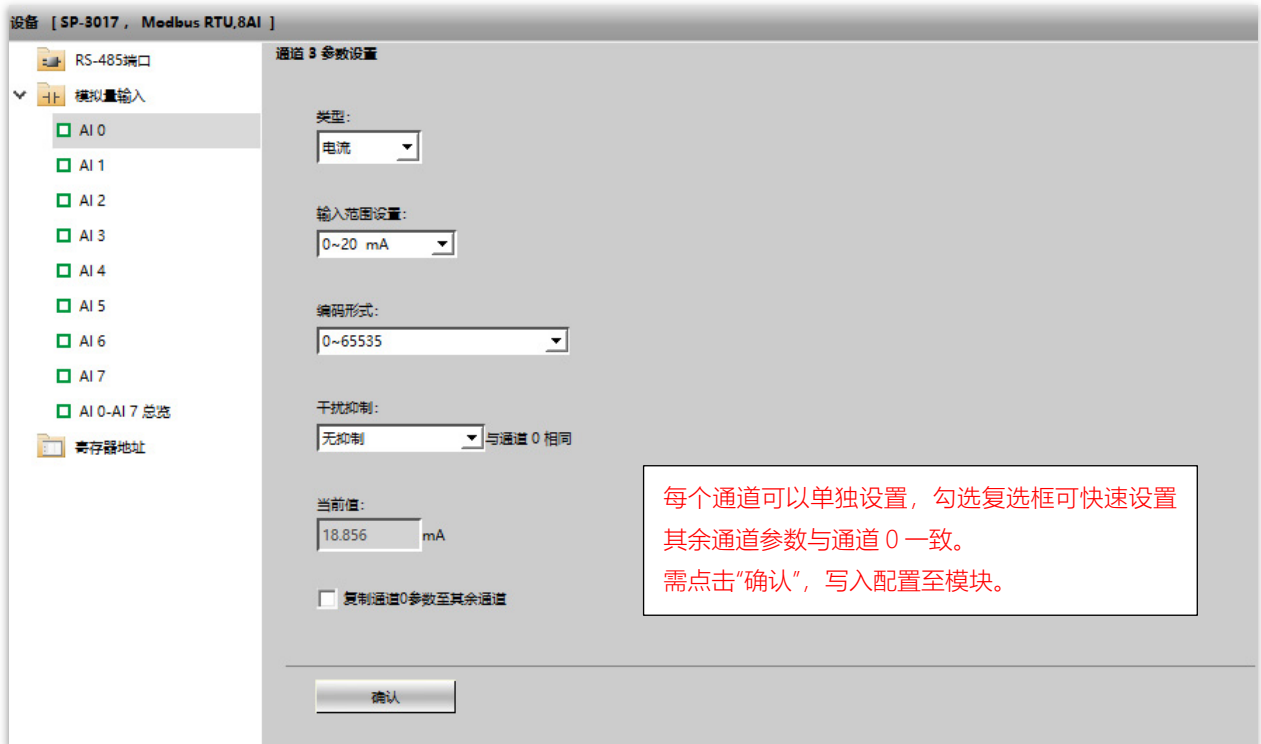 设备 [ SP-3017 , Modbus RTU,8AI ]
RS-485端口
模拟量输入
AI 0
AI 1
AI 2
AI 3
AI 4
AI 5
AI 6
AI 7
AI 0-AI 7 总览
寄存器地址
通道 3 参数设置
类型:
电流
输入范围设置:
0~20 mA
编码形式:
0~65535
干扰抑制:
无抑制 与通道 0 相同
当前值:
18.856 mA
复制通道0参数至其余通道
确认
每个通道可以单独设置，勾选复选框可快速设置
其余通道参数与通道 0 一致。
需点击“确认”，写入配置至模块。